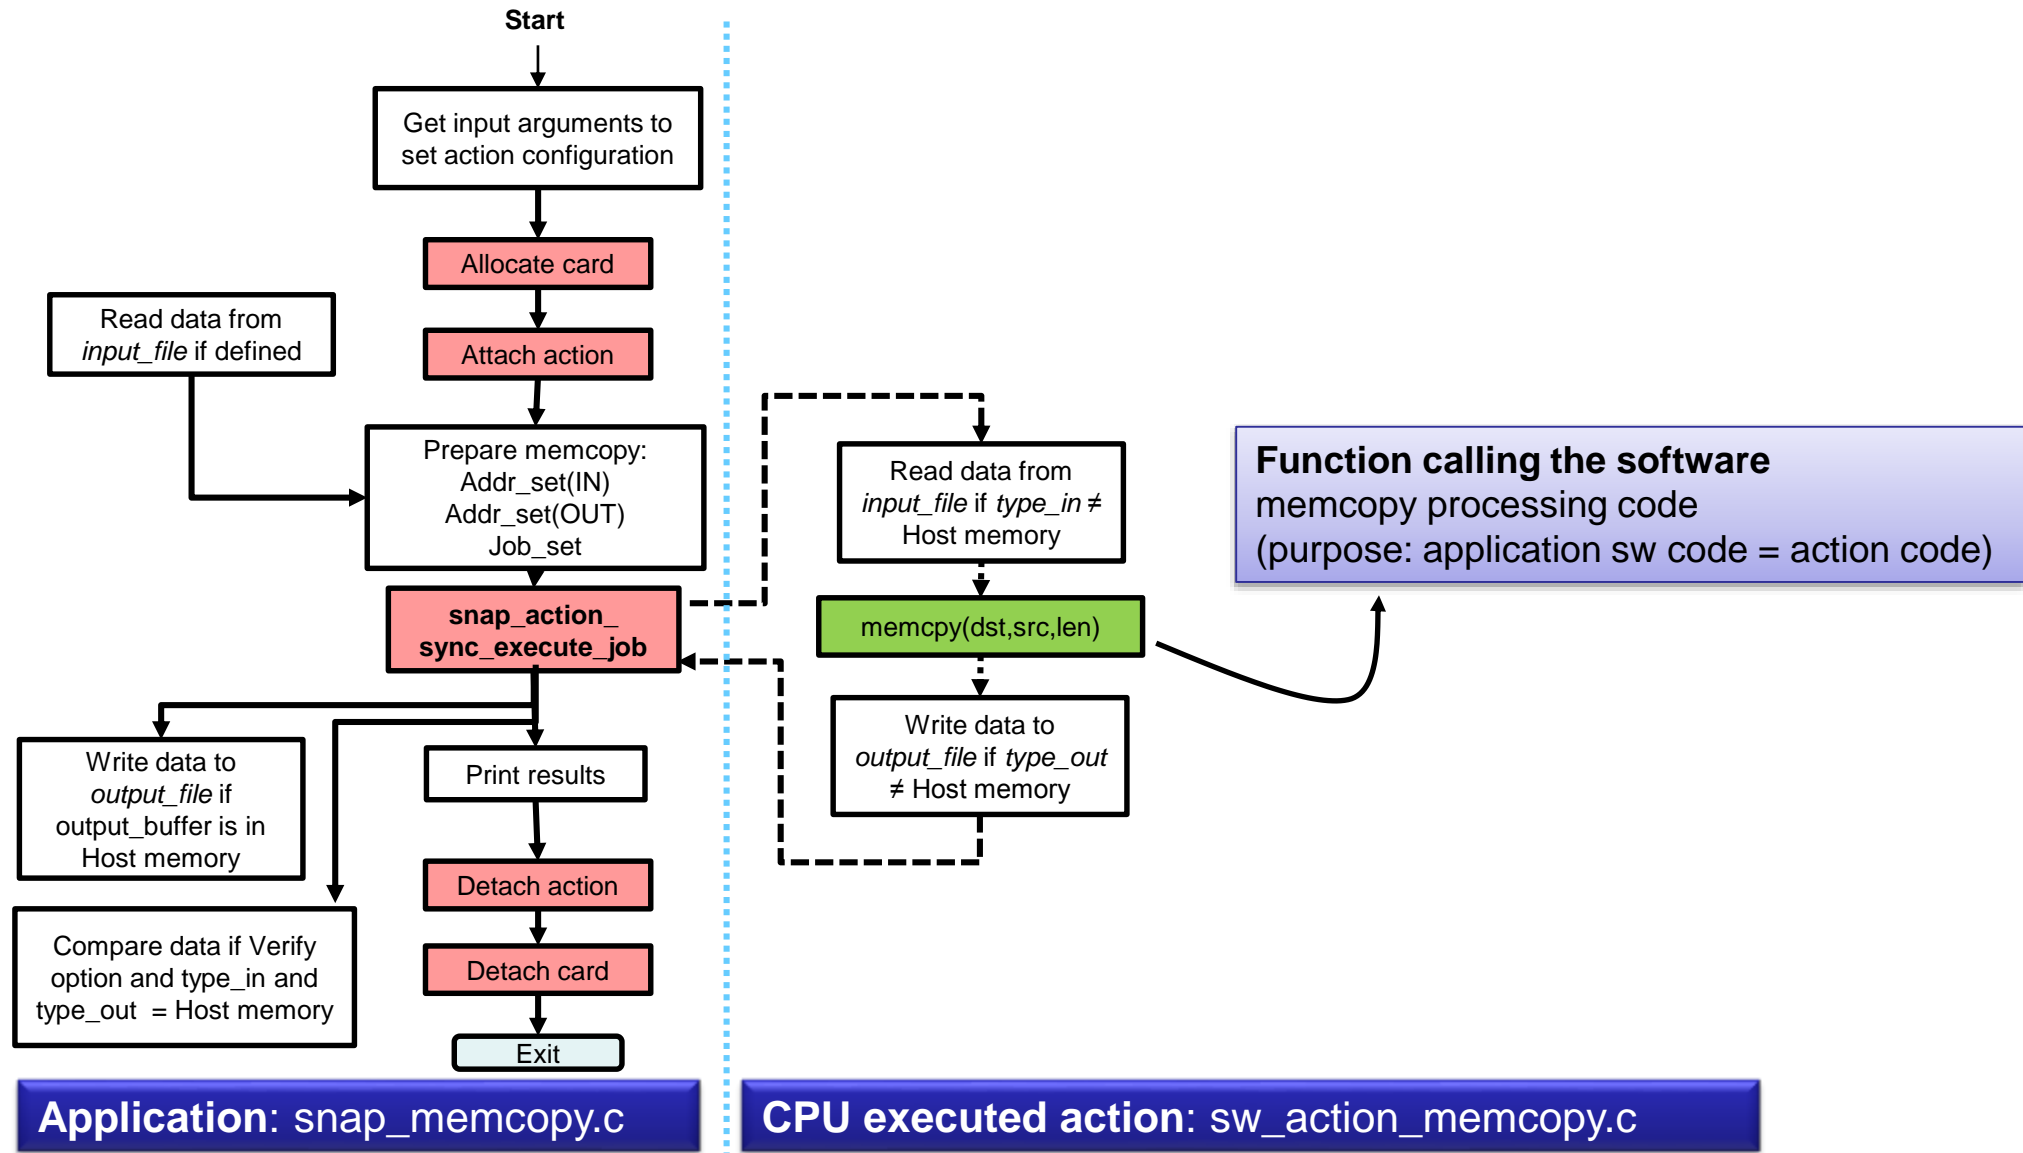 Start
Get input arguments to
set action configuration
Allocate card
Read data from
input_file if defined
Attach action
Prepare memcopy:
Addr_set(IN)
Addr_set(OUT)
Job_set
snap_action_
sync_execute_job
Write data to
output_file if
output_buffer is in
Host memory
Print results
Compare data if Verify
option and type_in and
type_out = Host memory
Detach action
Detach card
Exit
Read data from
input_file if type_in ≠
Host memory
memcpy(dst,src,len)
Write data to
output_file if type_out
≠ Host memory
Function calling the software
memcopy processing code
(purpose: application sw code = action code)
Application: snap_memcopy.c
CPU executed action: sw_action_memcopy.c